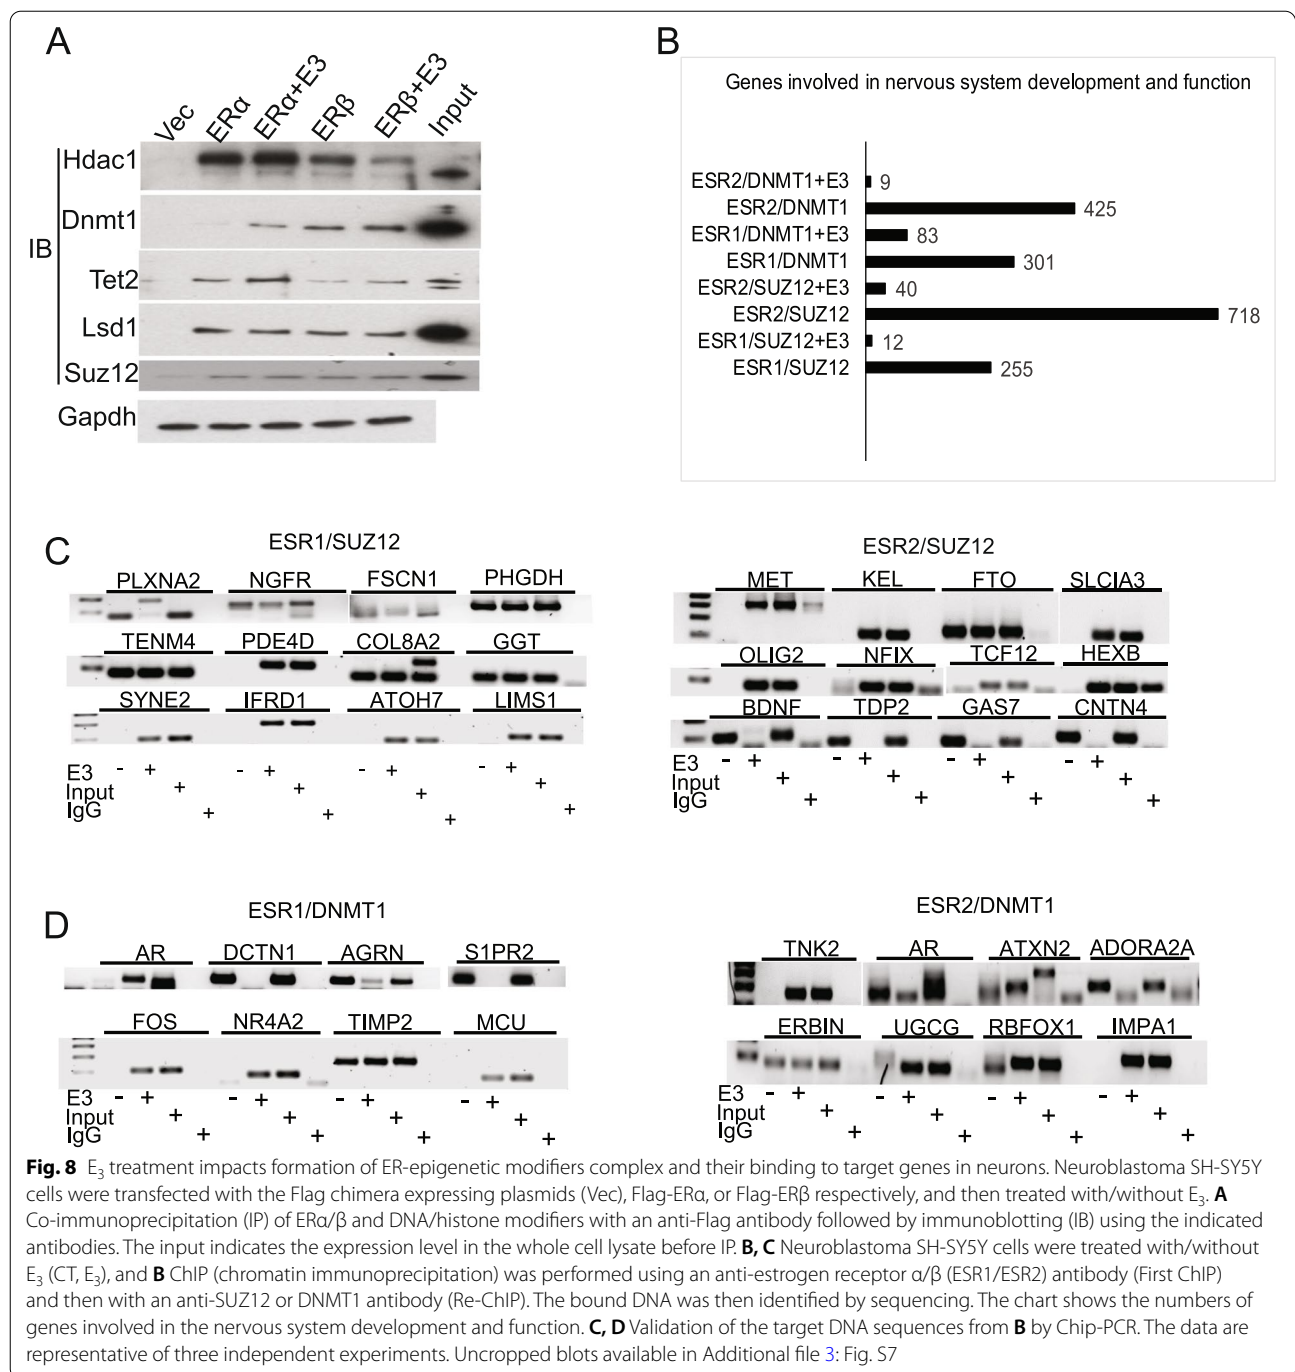 A
Vec ERα ERα+E3 ERβ ERβ+E3 Input
Hdac1
Dnmt1
IB
Tet2
Lsd1
Suz12
Gapdh
B
Genes involved in nervous system development and function
ESR2/DNMT1+E3 9
ESR2/DNMT1 425
ESR1/DNMT1+E3 83
ESR1/DNMT1 301
ESR2/SUZ12+E3 40
ESR2/SUZ12 718
ESR1/SUZ12+E3 12
ESR1/SUZ12 255
C
ESR1/SUZ12
PLXNA2 NGFR FSCN1 PHGDH
TENM4 PDE4D COL8A2 GGT
SYNE2 IFRD1 ATOH7 LIMS1
E3 - + - + - + - +
Input + + + +
IgG + + + +
ESR2/SUZ12
MET KEL FTO SLCIA3
OLIG2 NFIX TCF12 HEXB
BDNF TDP2 GAS7 CNTN4
E3 - + - + - + - +
Input + + + +
IgG + + + +
D
ESR1/DNMT1
AR DCTN1 AGRN S1PR2
FOS NR4A2 TIMP2 MCU
E3 - + - + - + - +
Input + + + +
IgG + + + +
ESR2/DNMT1
TNK2 AR ATXN2 ADORA2A
ERBIN UGCG RBFOX1 IMPA1
E3 - + - + - + - +
Input + + + +
IgG + + + +
Fig. 8 E₃ treatment impacts formation of ER-epigenetic modifiers complex and their binding to target genes in neurons. Neuroblastoma SH-SY5Y
cells were transfected with the Flag chimera expressing plasmids (Vec), Flag-ERα, or Flag-ERβ respectively, and then treated with/without E₃. A
Co-immunoprecipitation (IP) of ERα/β and DNA/histone modifiers with an anti-Flag antibody followed by immunoblotting (IB) using the indicated
antibodies. The input indicates the expression level in the whole cell lysate before IP. B, C Neuroblastoma SH-SY5Y cells were treated with/without
E₃ (CT, E₃), and B ChIP (chromatin immunoprecipitation) was performed using an anti-estrogen receptor α/β (ESR1/ESR2) antibody (First ChIP)
and then with an anti-SUZ12 or DNMT1 antibody (Re-ChIP). The bound DNA was then identified by sequencing. The chart shows the numbers of
genes involved in the nervous system development and function. C, D Validation of the target DNA sequences from B by Chip-PCR. The data are
representative of three independent experiments. Uncropped blots available in Additional file 3: Fig. S7